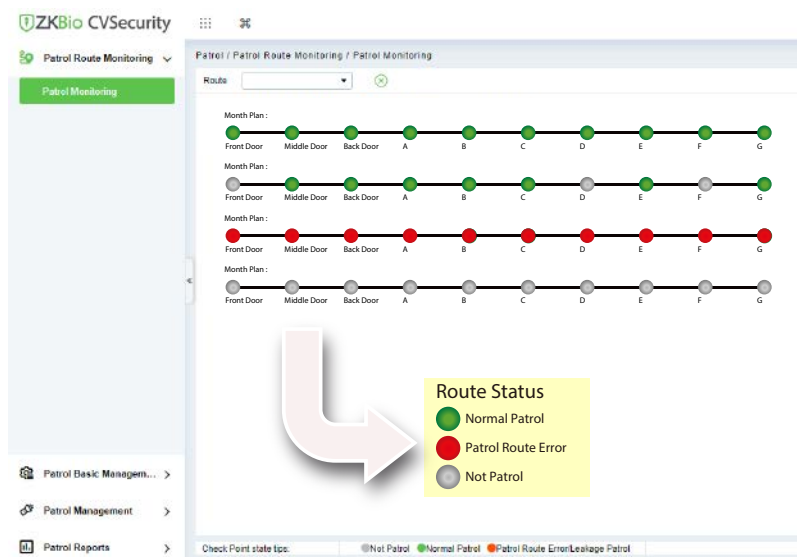 ZKBio CVSecurity
Patrol Route Monitoring
Patrol Monitoring
Patrol / Patrol Route Monitoring / Patrol Monitoring
Route
Month Plan :
Front Door Middle Door Back Door A B C D E F G
Month Plan :
Front Door Middle Door Back Door A B C D E F G
Month Plan :
Front Door Middle Door Back Door A B C D E F G
Month Plan :
Front Door Middle Door Back Door A B C D E F G
Route Status
Normal Patrol
Patrol Route Error
Not Patrol
Patrol Basic Managem...
Patrol Management
Patrol Reports
Check Point state tips: Not Patrol Normal Patrol Patrol Route Error/Leakage Patrol